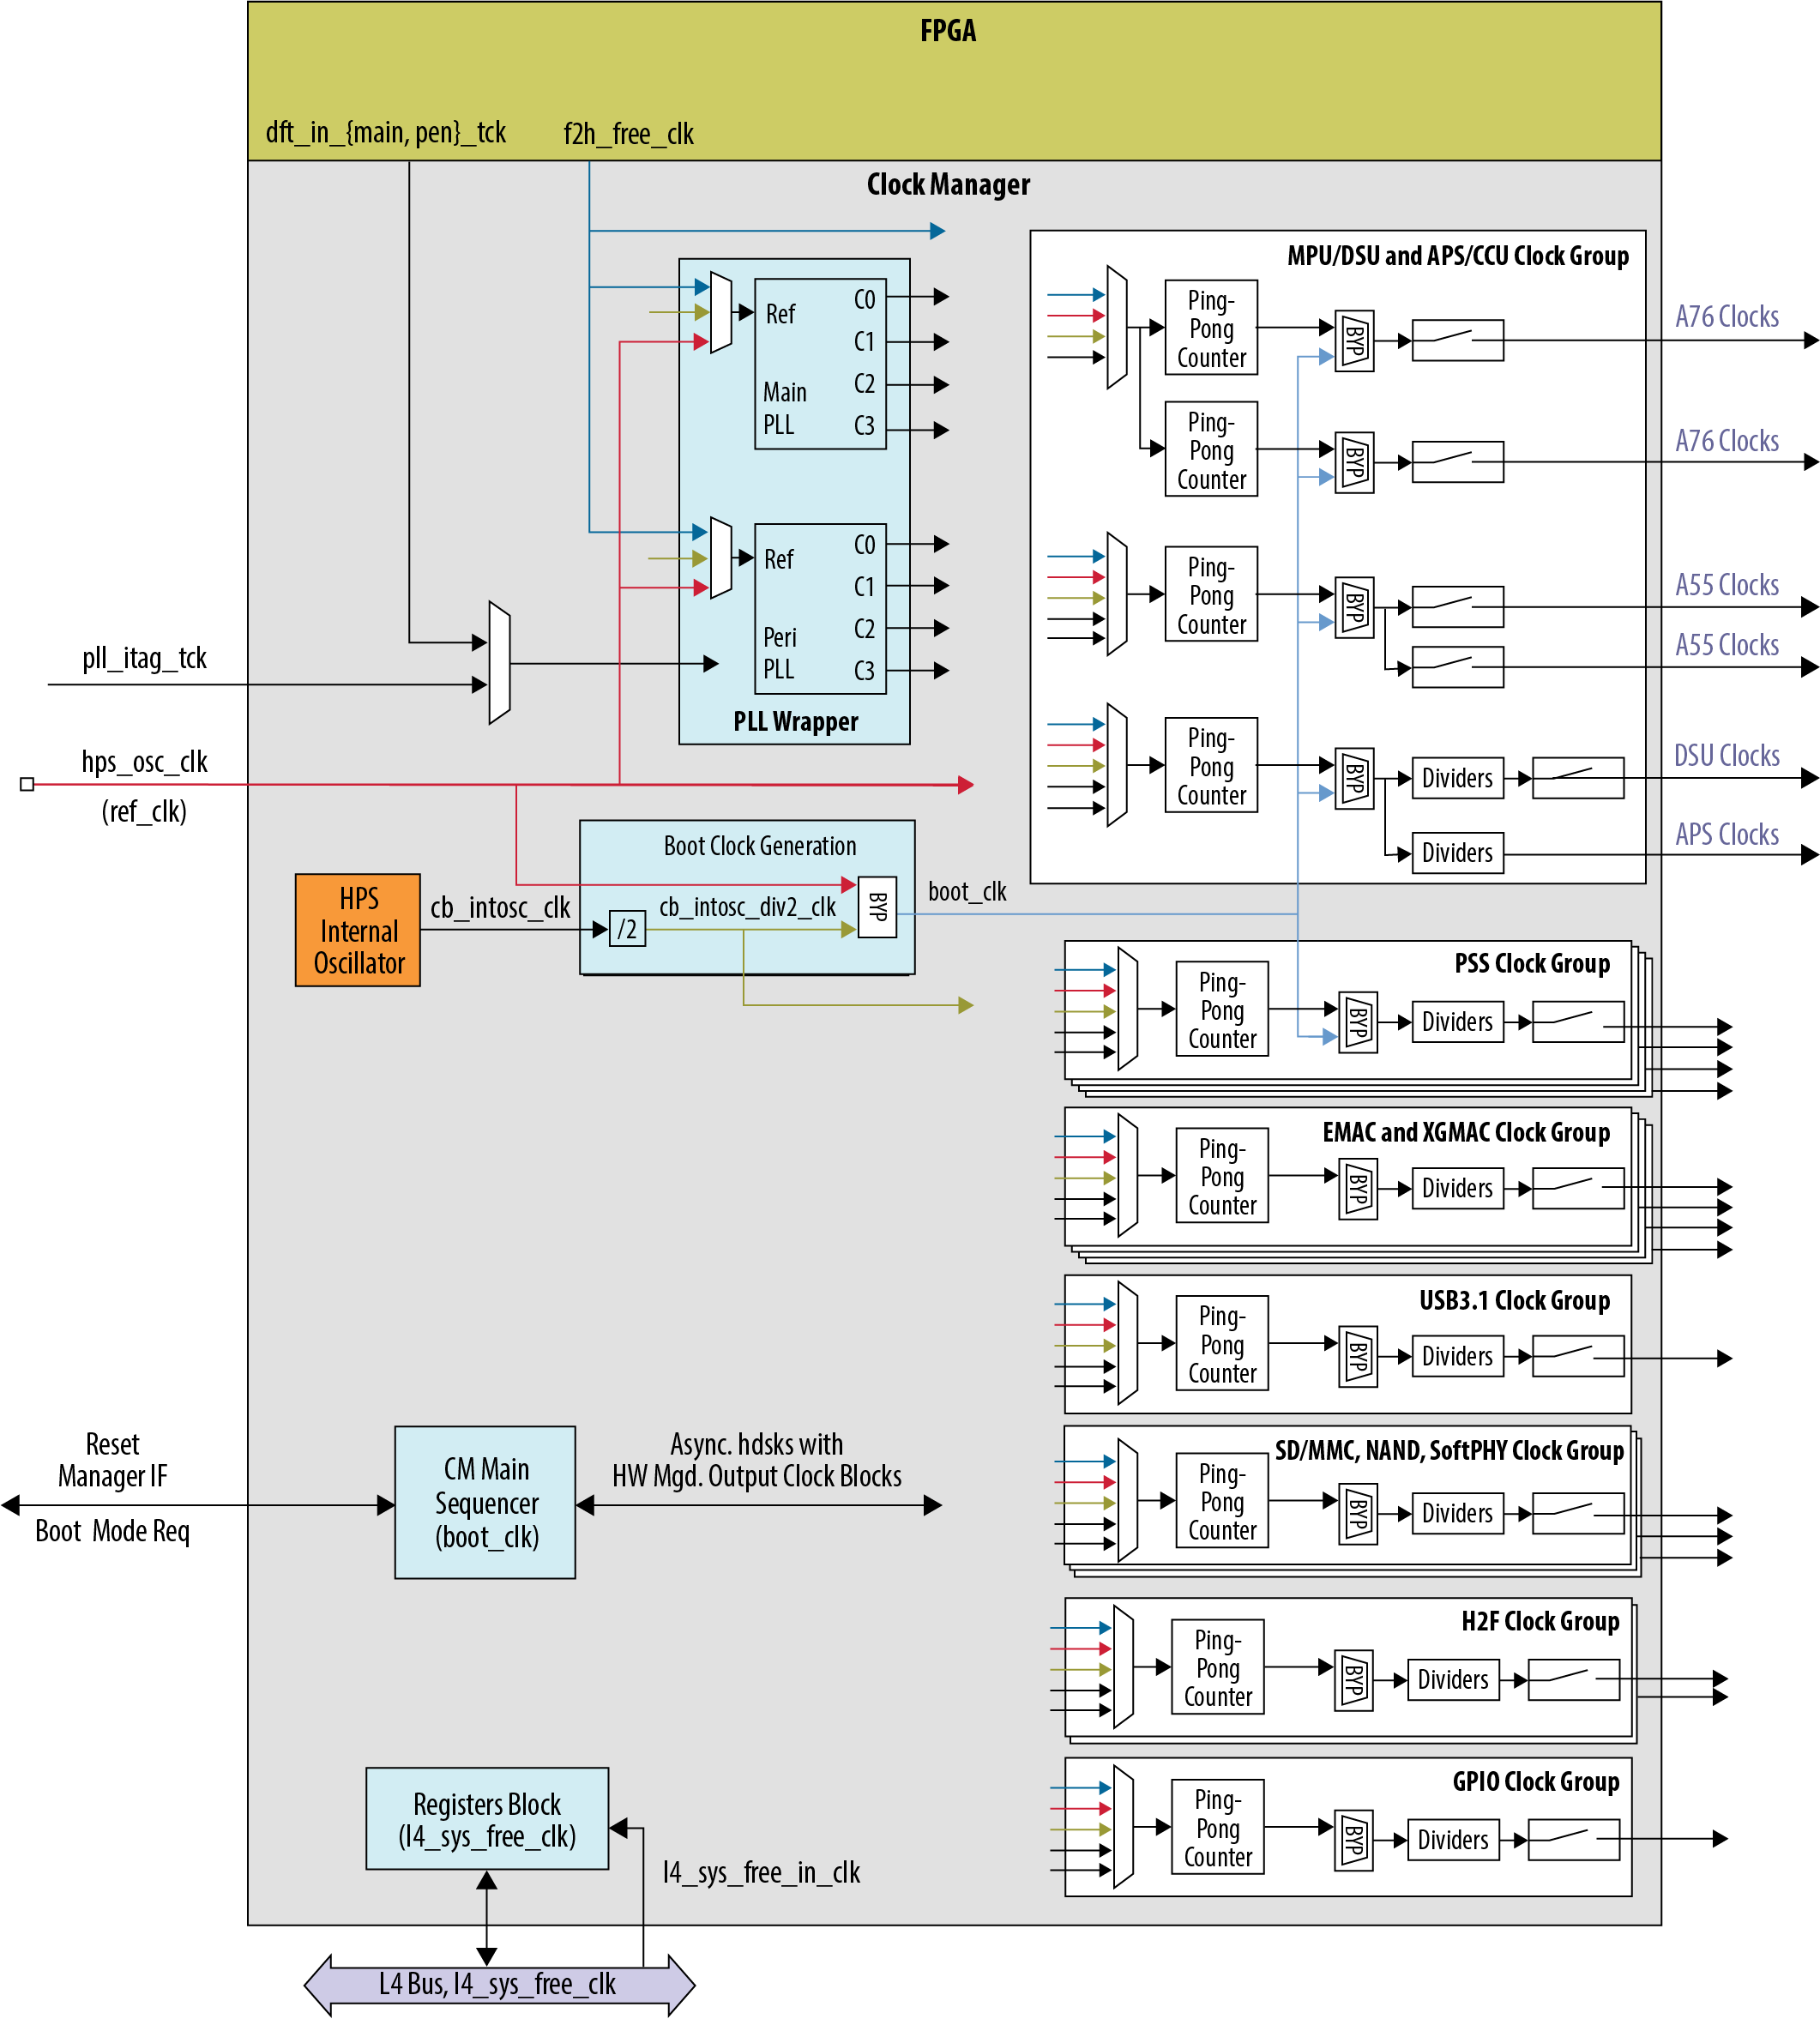 FPGA
dft_in_{main, pen}_tck
f2h_free_clk
Clock Manager
Ref
C0
C1
Main
PLL
C2
C3
Ref
C0
C1
Peri
PLL
C2
C3
PLL Wrapper
pll_itag_tck
hps_osc_clk
(ref_clk)
Boot Clock Generation
HPS
Internal
Oscillator
cb_intosc_clk
/2
cb_intosc_div2_clk
BYP
boot_clk
MPU/DSU and APS/CCU Clock Group
Ping-
Pong
Counter
BYP
A76 Clocks
Ping-
Pong
Counter
BYP
A76 Clocks
Ping-
Pong
Counter
BYP
A55 Clocks
A55 Clocks
Ping-
Pong
Counter
BYP
Dividers
DSU Clocks
Dividers
APS Clocks
PSS Clock Group
Ping-
Pong
Counter
BYP
Dividers
EMAC and XGMAC Clock Group
Ping-
Pong
Counter
BYP
Dividers
USB3.1 Clock Group
Ping-
Pong
Counter
BYP
Dividers
SD/MMC, NAND, SoftPHY Clock Group
Ping-
Pong
Counter
BYP
Dividers
H2F Clock Group
Ping-
Pong
Counter
BYP
Dividers
GPIO Clock Group
Ping-
Pong
Counter
BYP
Dividers
Reset
Manager IF
Boot Mode Req
CM Main
Sequencer
(boot_clk)
Async. hdsks with
HW Mgd. Output Clock Blocks
Registers Block
(l4_sys_free_clk)
l4_sys_free_in_clk
L4 Bus, l4_sys_free_clk